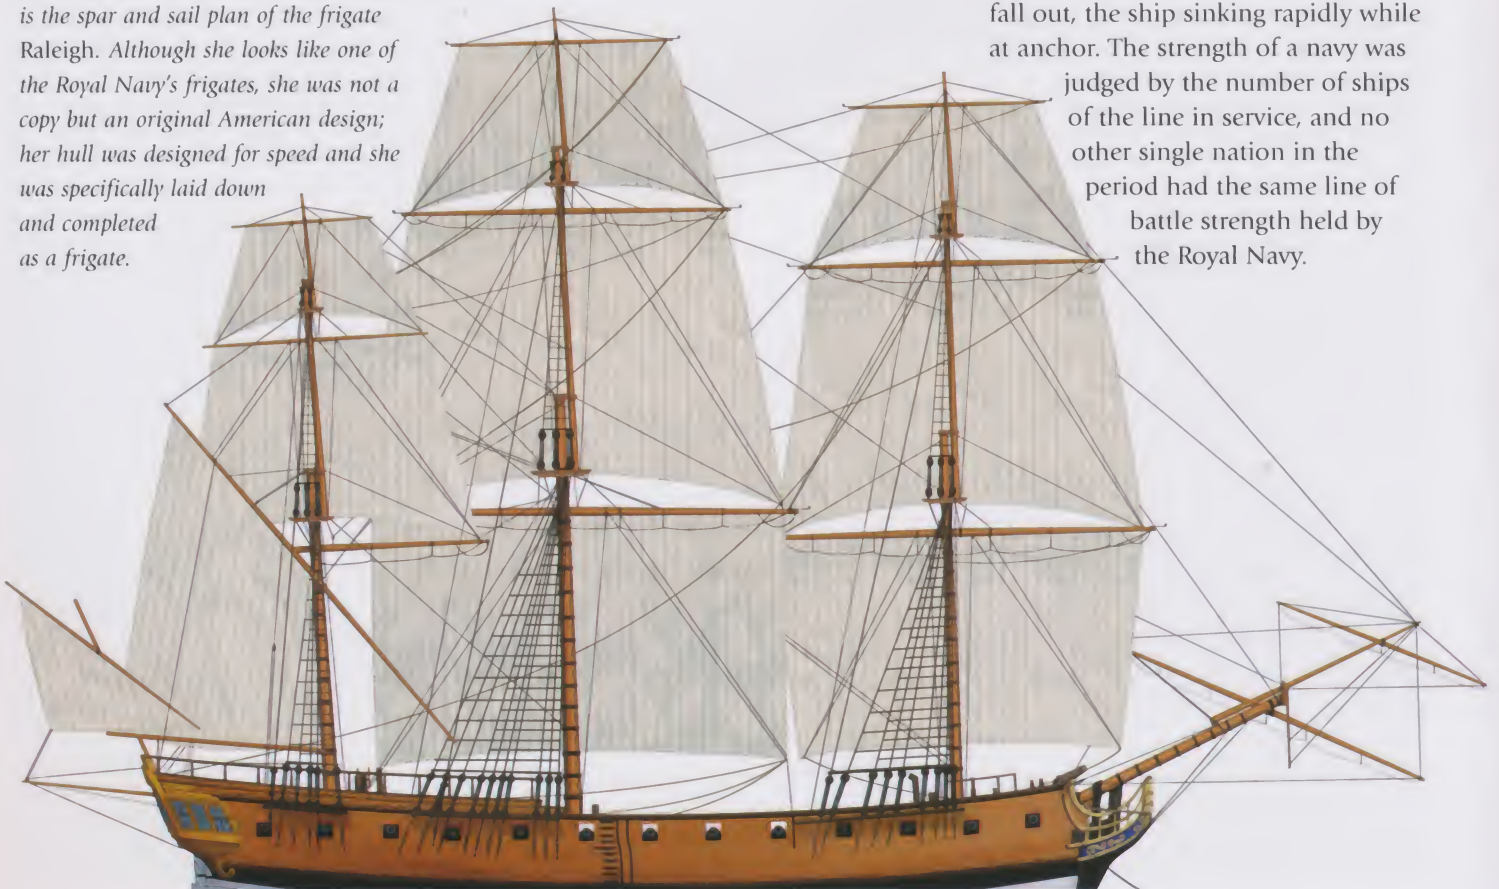 is the spar and sail plan of the frigate
Raleigh. Although she looks like one of
the Royal Navy's frigates, she was not a
copy but an original American design;
her hull was designed for speed and she
was specifically laid down
and completed
as a frigate.
fall out, the ship sinking rapidly while
at anchor. The strength of a navy was
judged by the number of ships
of the line in service, and no
other single nation in the
period had the same line of
battle strength held by
the Royal Navy.